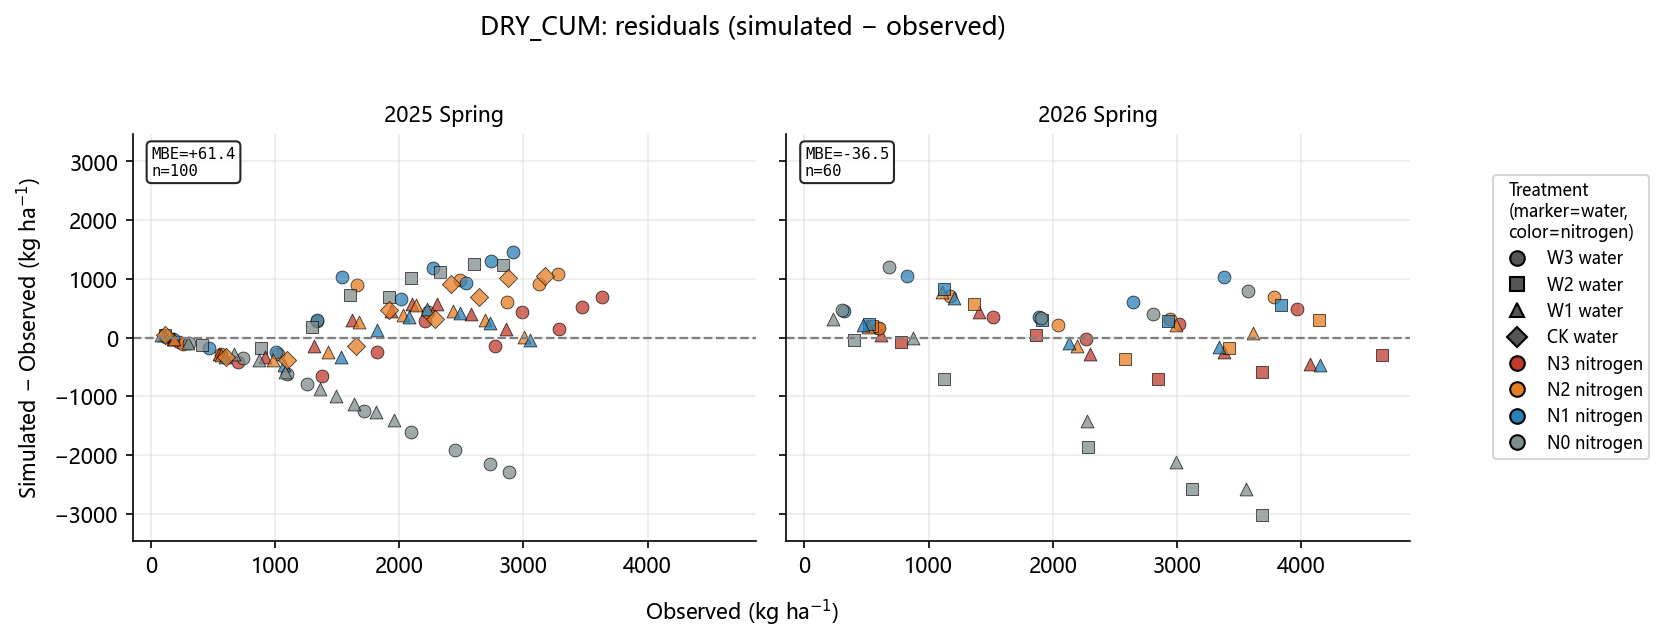 DRY_CUM: residuals (simulated − observed)
2025 Spring
2026 Spring
MBE=+61.4
n=100
MBE=-36.5
n=60
Simulated − Observed (kg ha⁻¹)
3000
2000
1000
0
−1000
−2000
−3000
0 1000 2000 3000 4000
0 1000 2000 3000 4000
Observed (kg ha⁻¹)
Treatment
(marker=water,
color=nitrogen)
W3 water
W2 water
W1 water
CK water
N3 nitrogen
N2 nitrogen
N1 nitrogen
N0 nitrogen